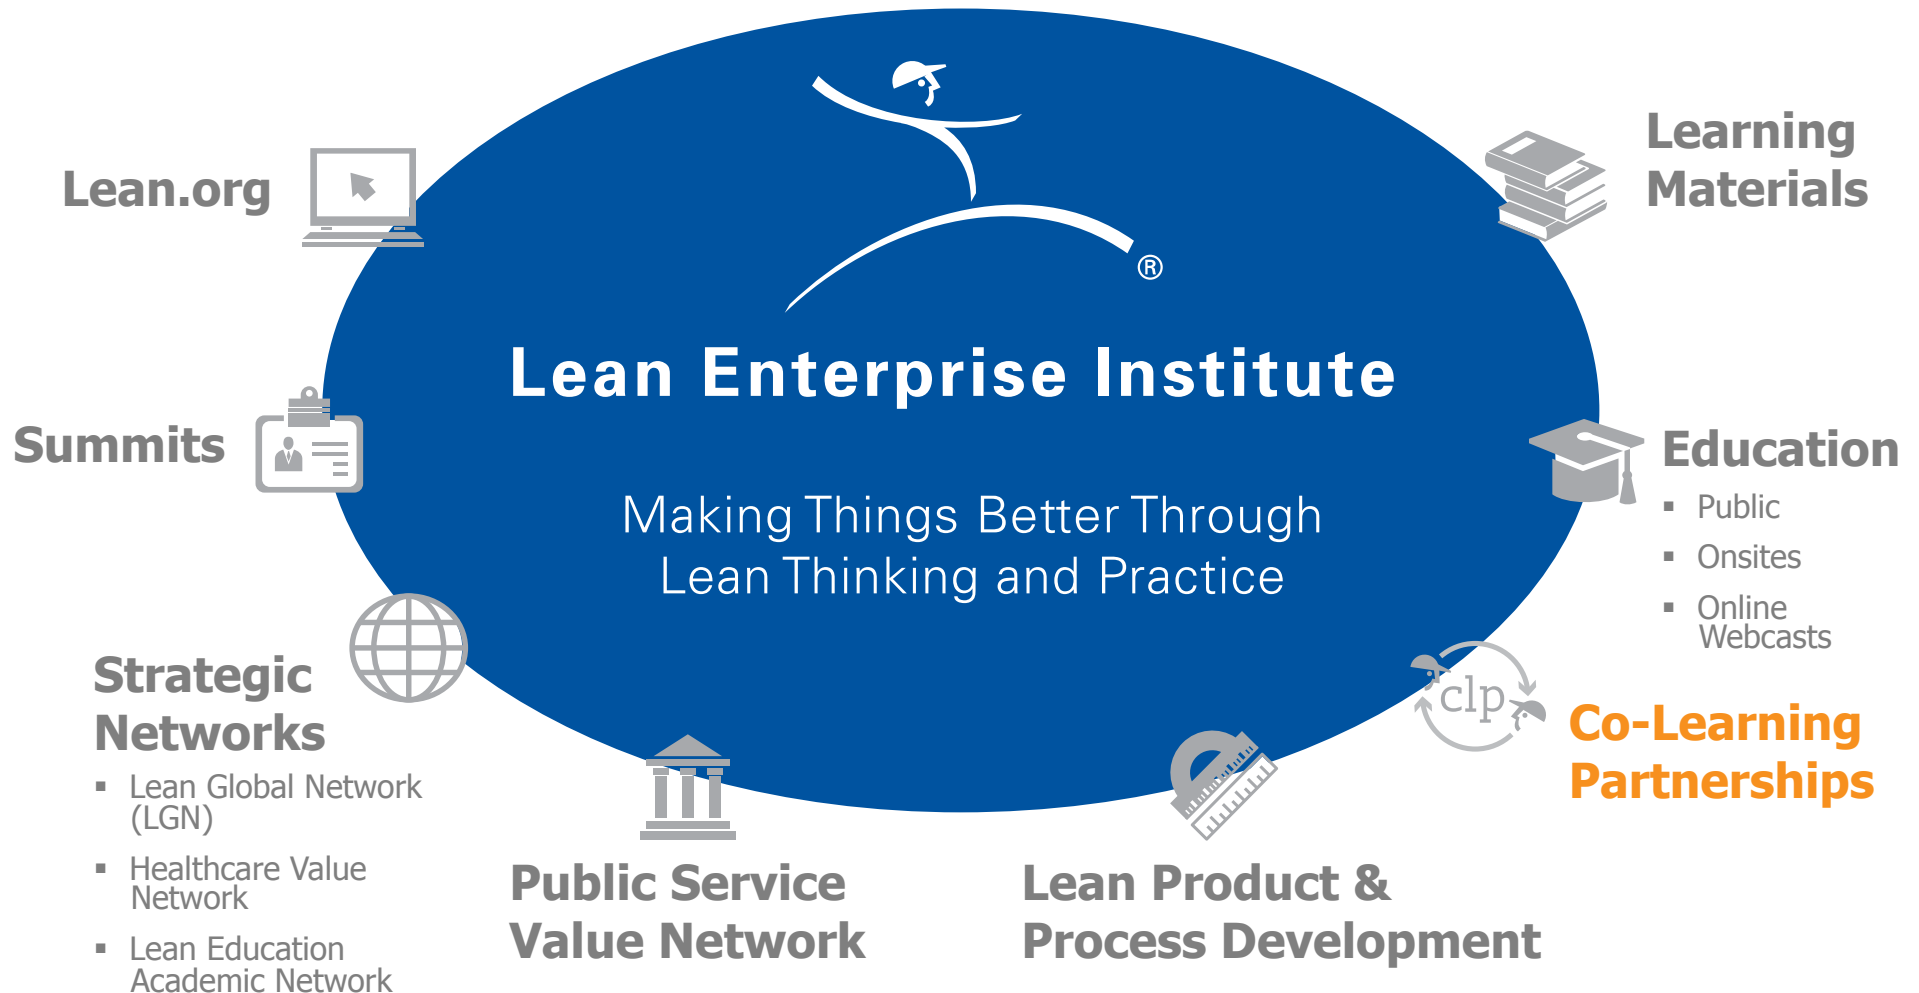 Lean.org
Summits
Strategic
Networks
▪ Lean Global Network
(LGN)
▪ Healthcare Value
Network
▪ Lean Education
Academic Network
®
Lean Enterprise Institute
Making Things Better Through
Lean Thinking and Practice
Public Service
Value Network
Lean Product &
Process Development
Learning
Materials
Education
▪ Public
▪ Onsites
▪ Online
Webcasts
clp
Co-Learning
Partnerships